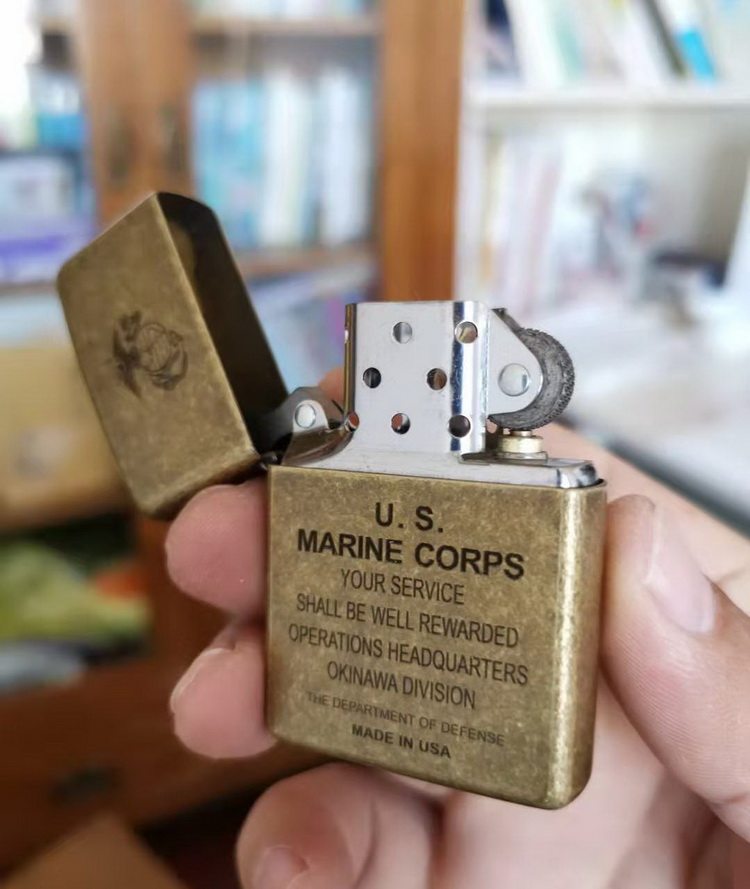 U. S.
MARINE CORPS
YOUR SERVICE
SHALL BE WELL REWARDED
OPERATIONS HEADQUARTERS
OKINAWA DIVISION
THE DEPARTMENT OF DEFENSE
MADE IN USA